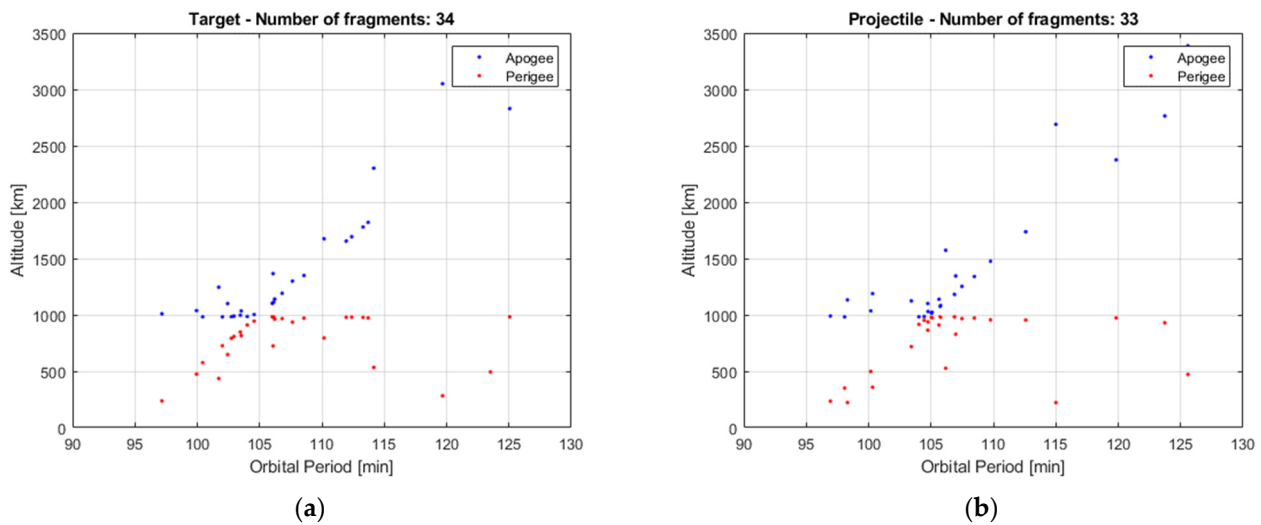 Target - Number of fragments: 34
3500
3000
2500
2000
1500
1000
500
0
Altitude [km]
Apogee
Perigee
90 95 100 105 110 115 120 125 130
Orbital Period [min]
(a)
Projectile - Number of fragments: 33
3500
3000
2500
2000
1500
1000
500
0
Altitude [km]
Apogee
Perigee
90 95 100 105 110 115 120 125 130
Orbital Period [min]
(b)